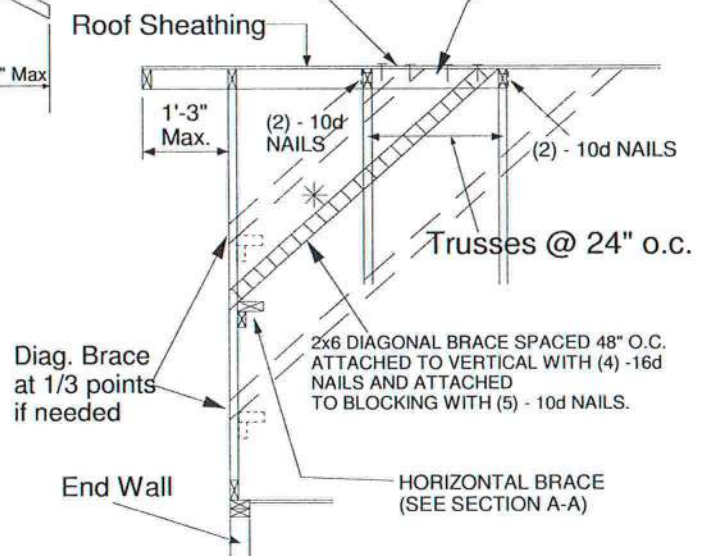 Roof Sheathing
" Max
1'-3"
Max.
(2) - 10d
NAILS
(2) - 10d NAILS
Trusses @ 24" o.c.
2x6 DIAGONAL BRACE SPACED 48" O.C.
ATTACHED TO VERTICAL WITH (4) -16d
NAILS AND ATTACHED
TO BLOCKING WITH (5) - 10d NAILS.
Diag. Brace
at 1/3 points
if needed
HORIZONTAL BRACE
(SEE SECTION A-A)
End Wall